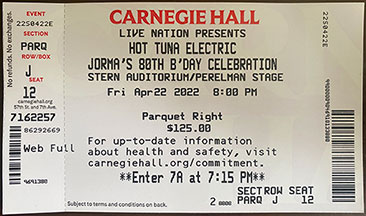 No refunds. No exchanges.
EVENT
2S0422E
SECTION
PARQ
ROW/BOX
J
SEAT
12
carnegiehall.org
57th St. and 7th Ave.
7162257
86292669
Web Full
4691380
CARNEGIE HALL
LIVE NATION PRESENTS
HOT TUNA ELECTRIC
JORMA'S 80TH B'DAY CELEBRATION
STERN AUDITORIUM/PERELMAN STAGE
Fri Apr22 2022 8:00 PM
Parquet Right
$125.00
For up-to-date information
about health and safety, visit
carnegiehall.org/commitment.
**Enter 7A at 7:15 PM**
SECT ROW SEAT
PARQ J 12
Subject to terms and conditions on back.
2S0422E